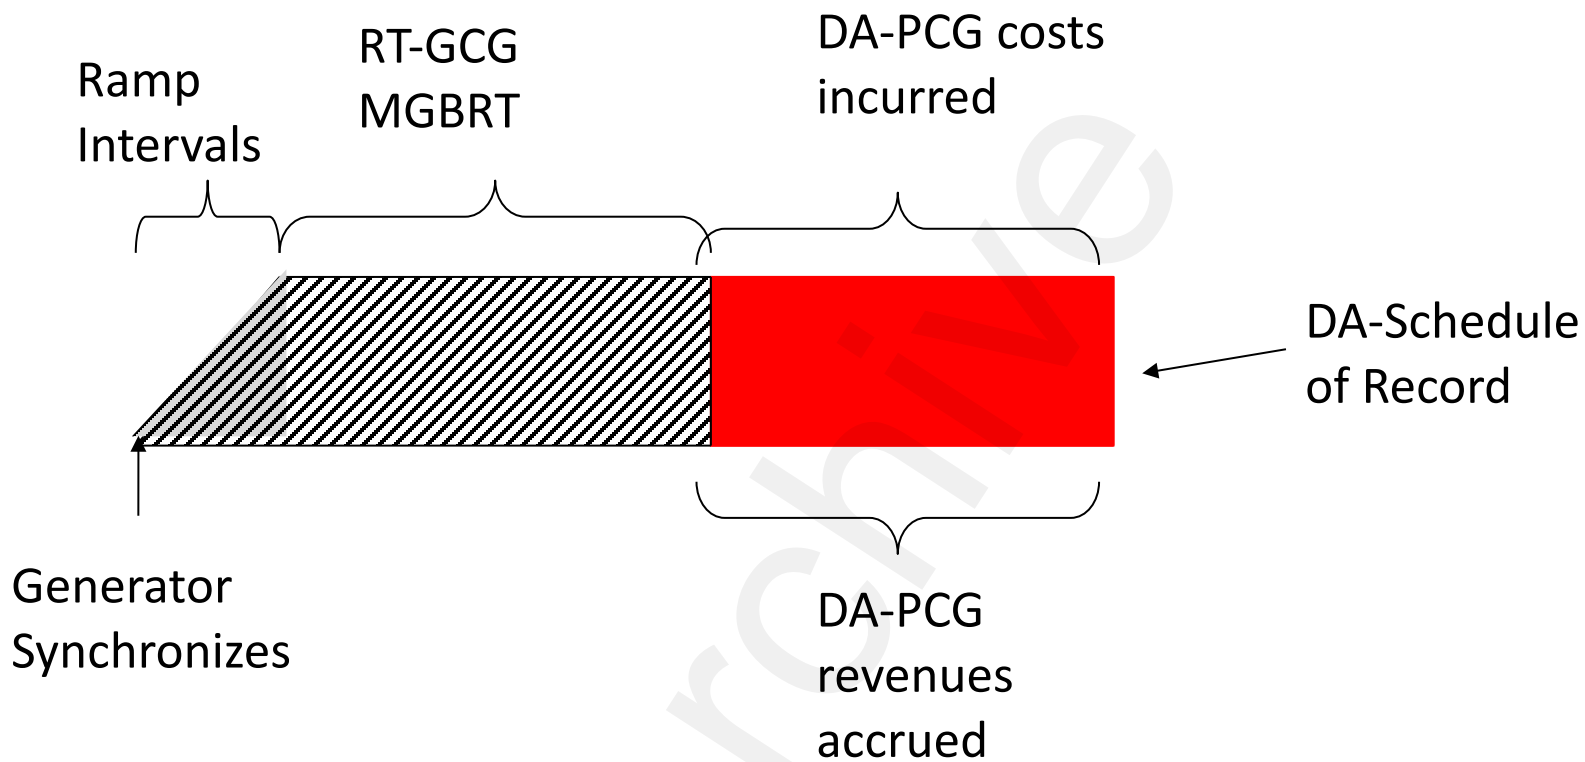 Ramp
Intervals
RT-GCG
MGBRT
DA-PCG costs
incurred
DA-Schedule
of Record
Generator
Synchronizes
DA-PCG
revenues
accrued
rchive